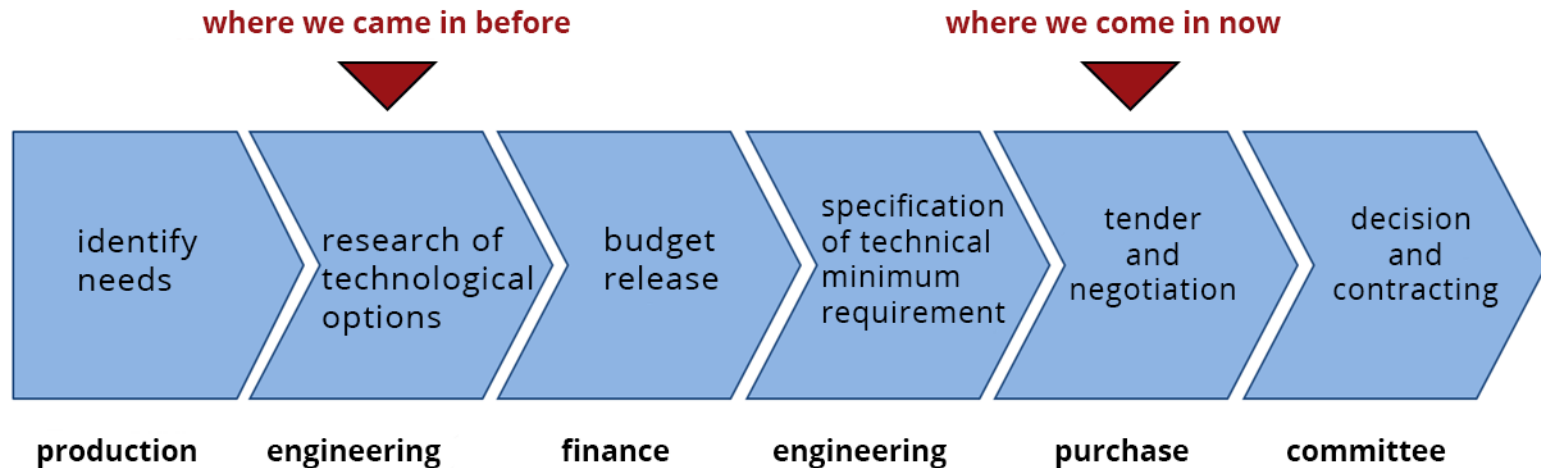 where we came in before
where we come in now
identify
needs
research of
technological
options
budget
release
specification
of technical
minimum
requirement
tender
and
negotiation
decision
and
contracting
production
engineering
finance
engineering
purchase
committee